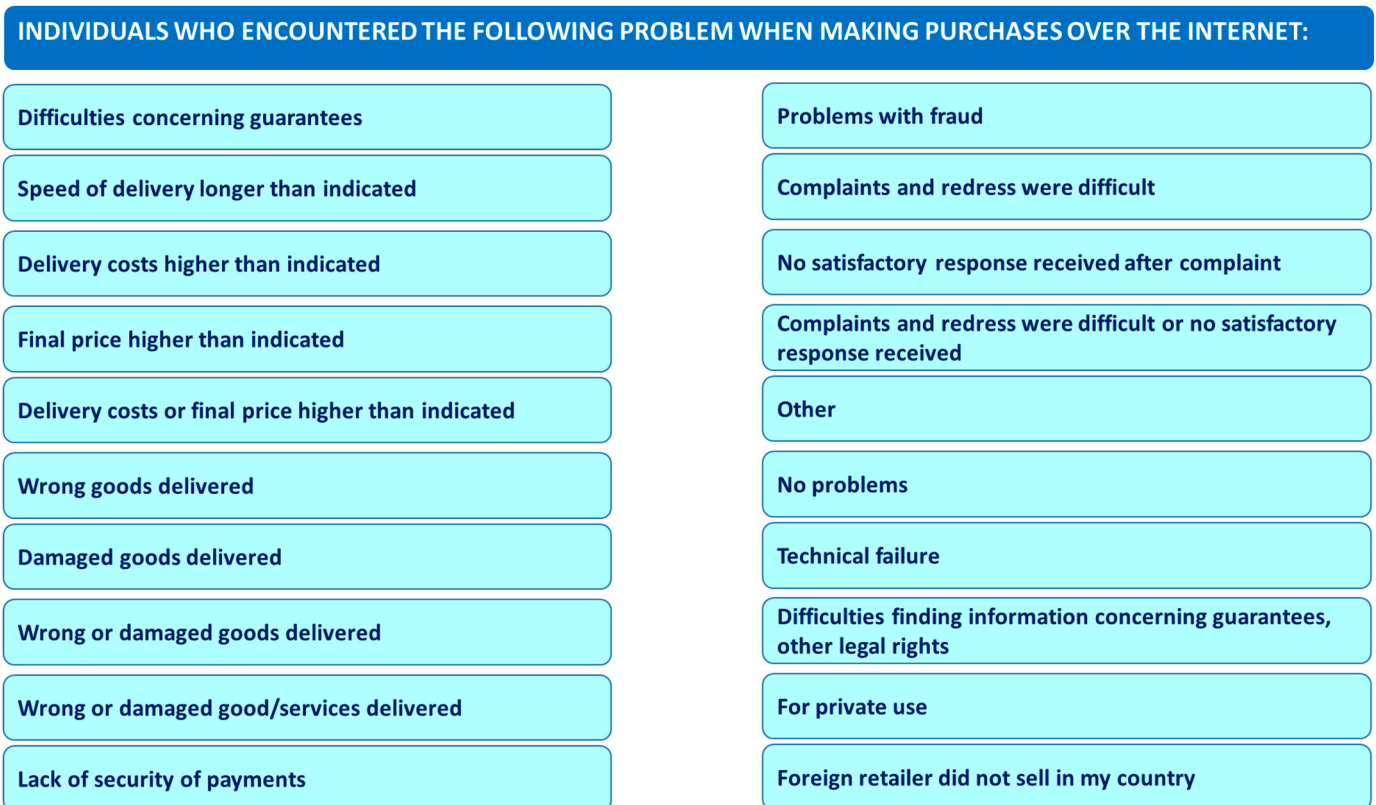 INDIVIDUALS WHO ENCOUNTERED THE FOLLOWING PROBLEM WHEN MAKING PURCHASES OVER THE INTERNET:
Difficulties concerning guarantees
Speed of delivery longer than indicated
Delivery costs higher than indicated
Final price higher than indicated
Delivery costs or final price higher than indicated
Wrong goods delivered
Damaged goods delivered
Wrong or damaged goods delivered
Wrong or damaged good/services delivered
Lack of security of payments
Problems with fraud
Complaints and redress were difficult
No satisfactory response received after complaint
Complaints and redress were difficult or no satisfactory
response received
Other
No problems
Technical failure
Difficulties finding information concerning guarantees,
other legal rights
For private use
Foreign retailer did not sell in my country